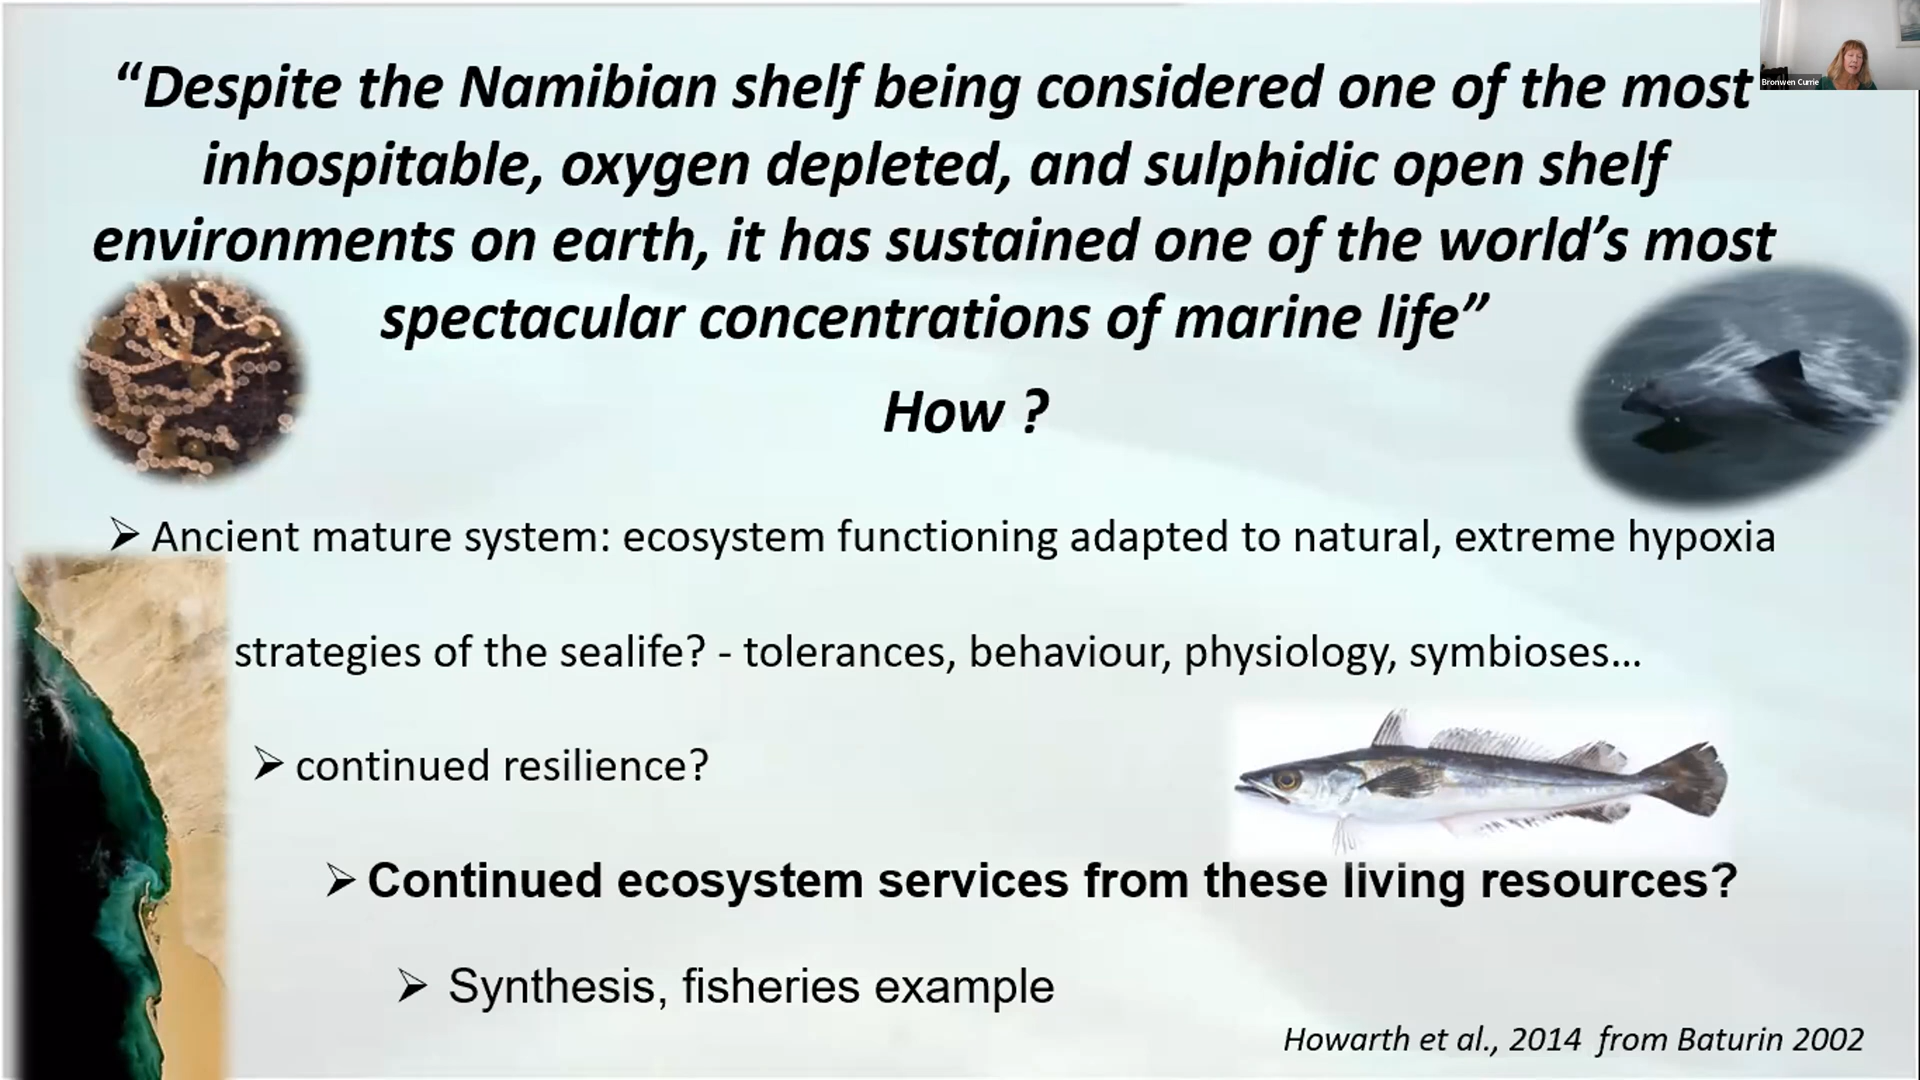 “Despite the Namibian shelf being considered one of the most
inhospitable, oxygen depleted, and sulphidic open shelf
environments on earth, it has sustained one of the world’s most
spectacular concentrations of marine life”
How ?
➢ Ancient mature system: ecosystem functioning adapted to natural, extreme hypoxia
strategies of the sealife? - tolerances, behaviour, physiology, symbioses...
➢ continued resilience?
➢ Continued ecosystem services from these living resources?
➢ Synthesis, fisheries example
Howarth et al., 2014 from Baturin 2002
Bronwen Currie